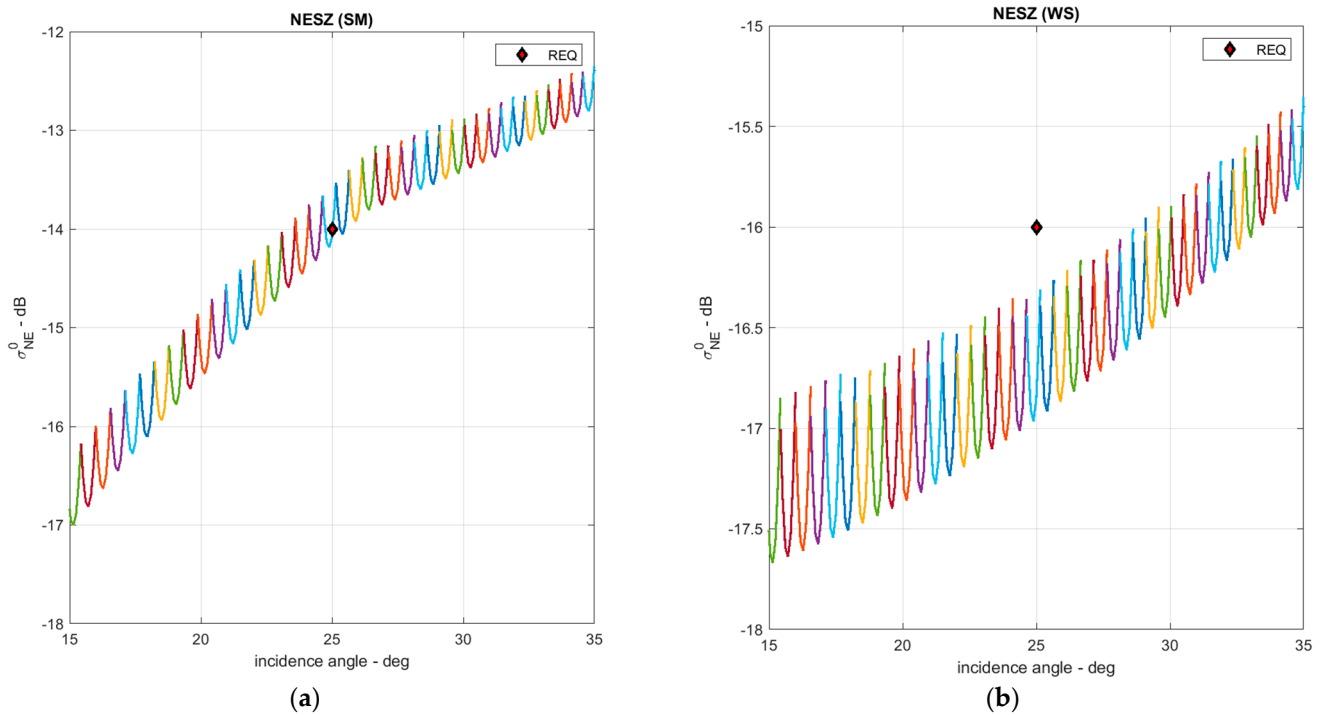 NESZ (SM)
-12
-13
-14
-15
-16
-17
-18
σ⁰NE - dB
REQ
15 20 25 30 35
incidence angle - deg
(a)
NESZ (WS)
-15
-15.5
-16
-16.5
-17
-17.5
-18
σ⁰NE - dB
REQ
15 20 25 30 35
incidence angle - deg
(b)